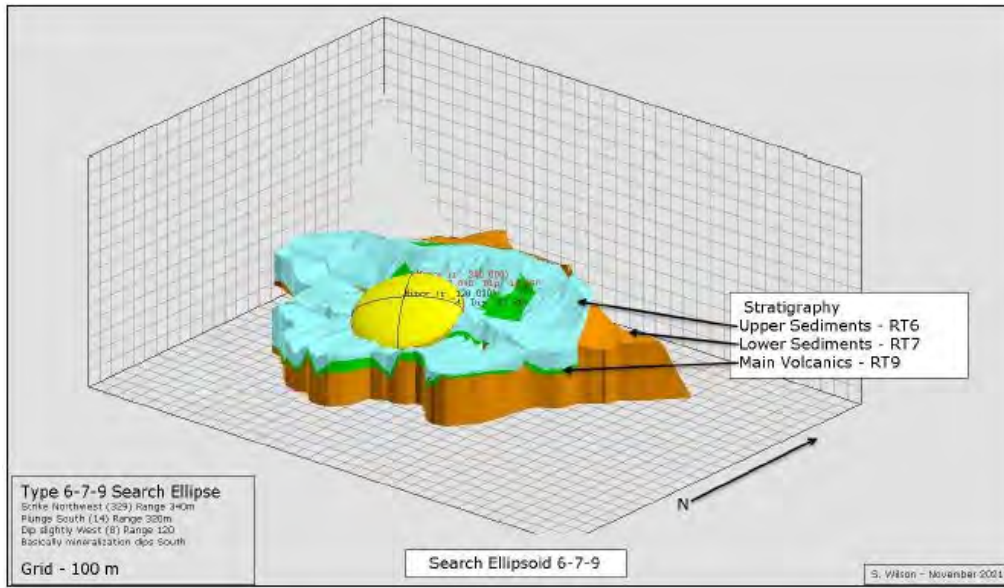 Stratigraphy
Upper Sediments - RT6
Lower Sediments - RT7
Main Volcanics - RT9
N
Type 6-7-9 Search Ellipse
Strike Northwest (329) Range 340m
Plunge South (14) Range 320m
Dip slightly West (8) Range 120
Basically mineralization dips South
Grid - 100 m
Search Ellipsoid 6-7-9
S. Wilson - November 2021